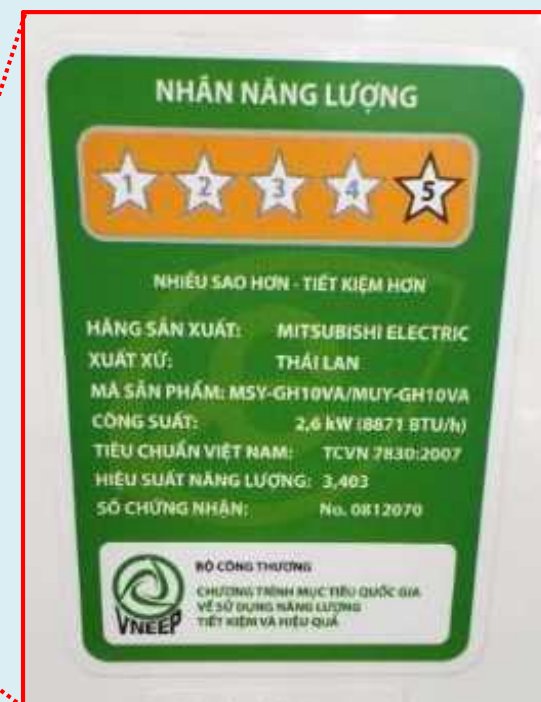 NHÃN NĂNG LƯỢNG
1 2 3 4 5
NHIỀU SAO HƠN - TIẾT KIỆM HƠN
HÃNG SẢN XUẤT: MITSUBISHI ELECTRIC
XUẤT XỨ: THÁI LAN
MÃ SẢN PHẨM: MSY-GH10VA/MUY-GH10VA
CÔNG SUẤT: 2,6 kW (8871 BTU/h)
TIÊU CHUẨN VIỆT NAM: TCVN 7830:2007
HIỆU SUẤT NĂNG LƯỢNG: 3,403
SỐ CHỨNG NHẬN: No. 0812070
BỘ CÔNG THƯƠNG
CHƯƠNG TRÌNH MỤC TIÊU QUỐC GIA
VỀ SỬ DỤNG NĂNG LƯỢNG
TIẾT KIỆM VÀ HIỆU QUẢ
VNEEP